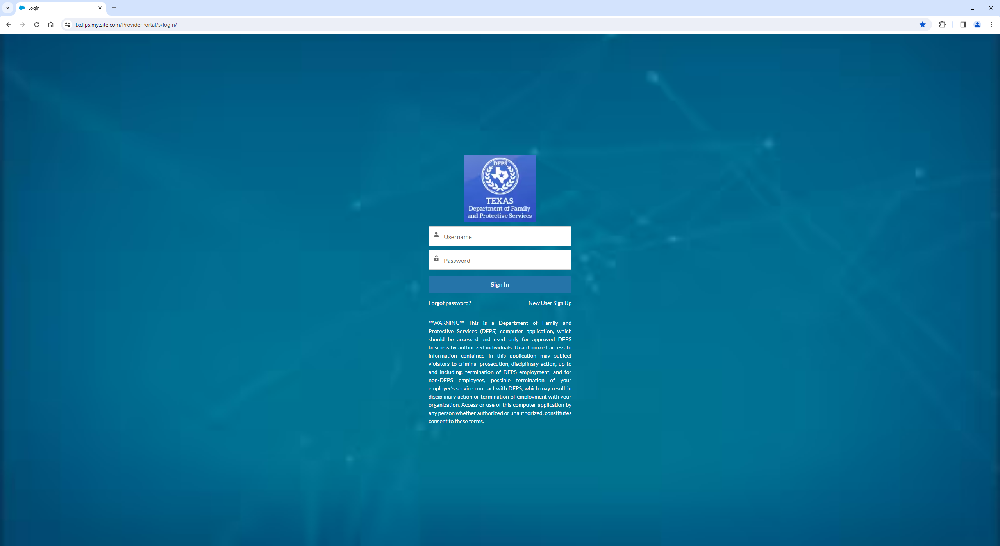 Login
txdfps.my.site.com/ProviderPortal/s/login/
DFPS
TEXAS
Department of Family
and Protective Services
Username
Password
Sign In
Forgot password?
New User Sign Up
**WARNING** This is a Department of Family and
Protective Services (DFPS) computer application, which
should be accessed and used only for approved DFPS
business by authorized individuals. Unauthorized access to
information contained in this application may subject
violators to criminal prosecution, disciplinary action, up to
and including, termination of DFPS employment; and for
non-DFPS employees, possible termination of your
employer's service contract with DFPS, which may result in
disciplinary action or termination of employment with your
organization. Access or use of this computer application by
any person whether authorized or unauthorized, constitutes
consent to these terms.